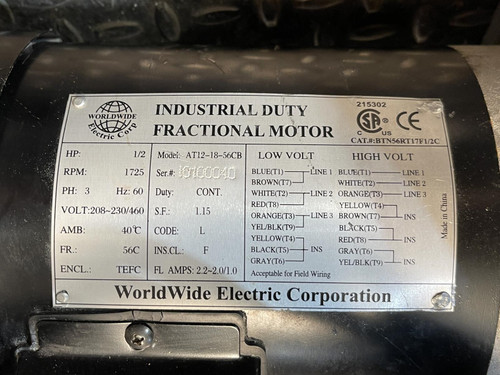 WORLDWIDE
Electric Corp
INDUSTRIAL DUTY
FRACTIONAL MOTOR
215302
SA
C US
CE
CAT.#:BTN56RT17F1/2C
HP: 1/2
RPM: 1725
PH: 3 Hz: 60
VOLT:208-230/460
AMB: 40℃
FR.: 56C
ENCL.: TEFC
Model: AT12-18-56CB
Ser.#: 19100040
Duty: CONT.
S.F.: 1.15
CODE: L
INS.CL.: F
FL AMPS: 2.2-2.0/1.0
LOW VOLT
BLUE(T1) LINE 1
BROWN(T7)
WHITE(T2) LINE 2
RED(T8)
ORANGE(T3) LINE 3
YEL/BLK(T9)
YELLOW(T4)
BLACK(T5) INS
GRAY(T6)
Acceptable for Field Wiring
HIGH VOLT
BLUE(T1) LINE 1
WHITE(T2) LINE 2
ORANGE(T3) LINE 3
YELLOW(T4)
BROWN(T7) INS
BLACK(T5)
RED(T8) INS
GRAY(T6)
YEL/BLK(T9) INS
Made in China
WorldWide Electric Corporation